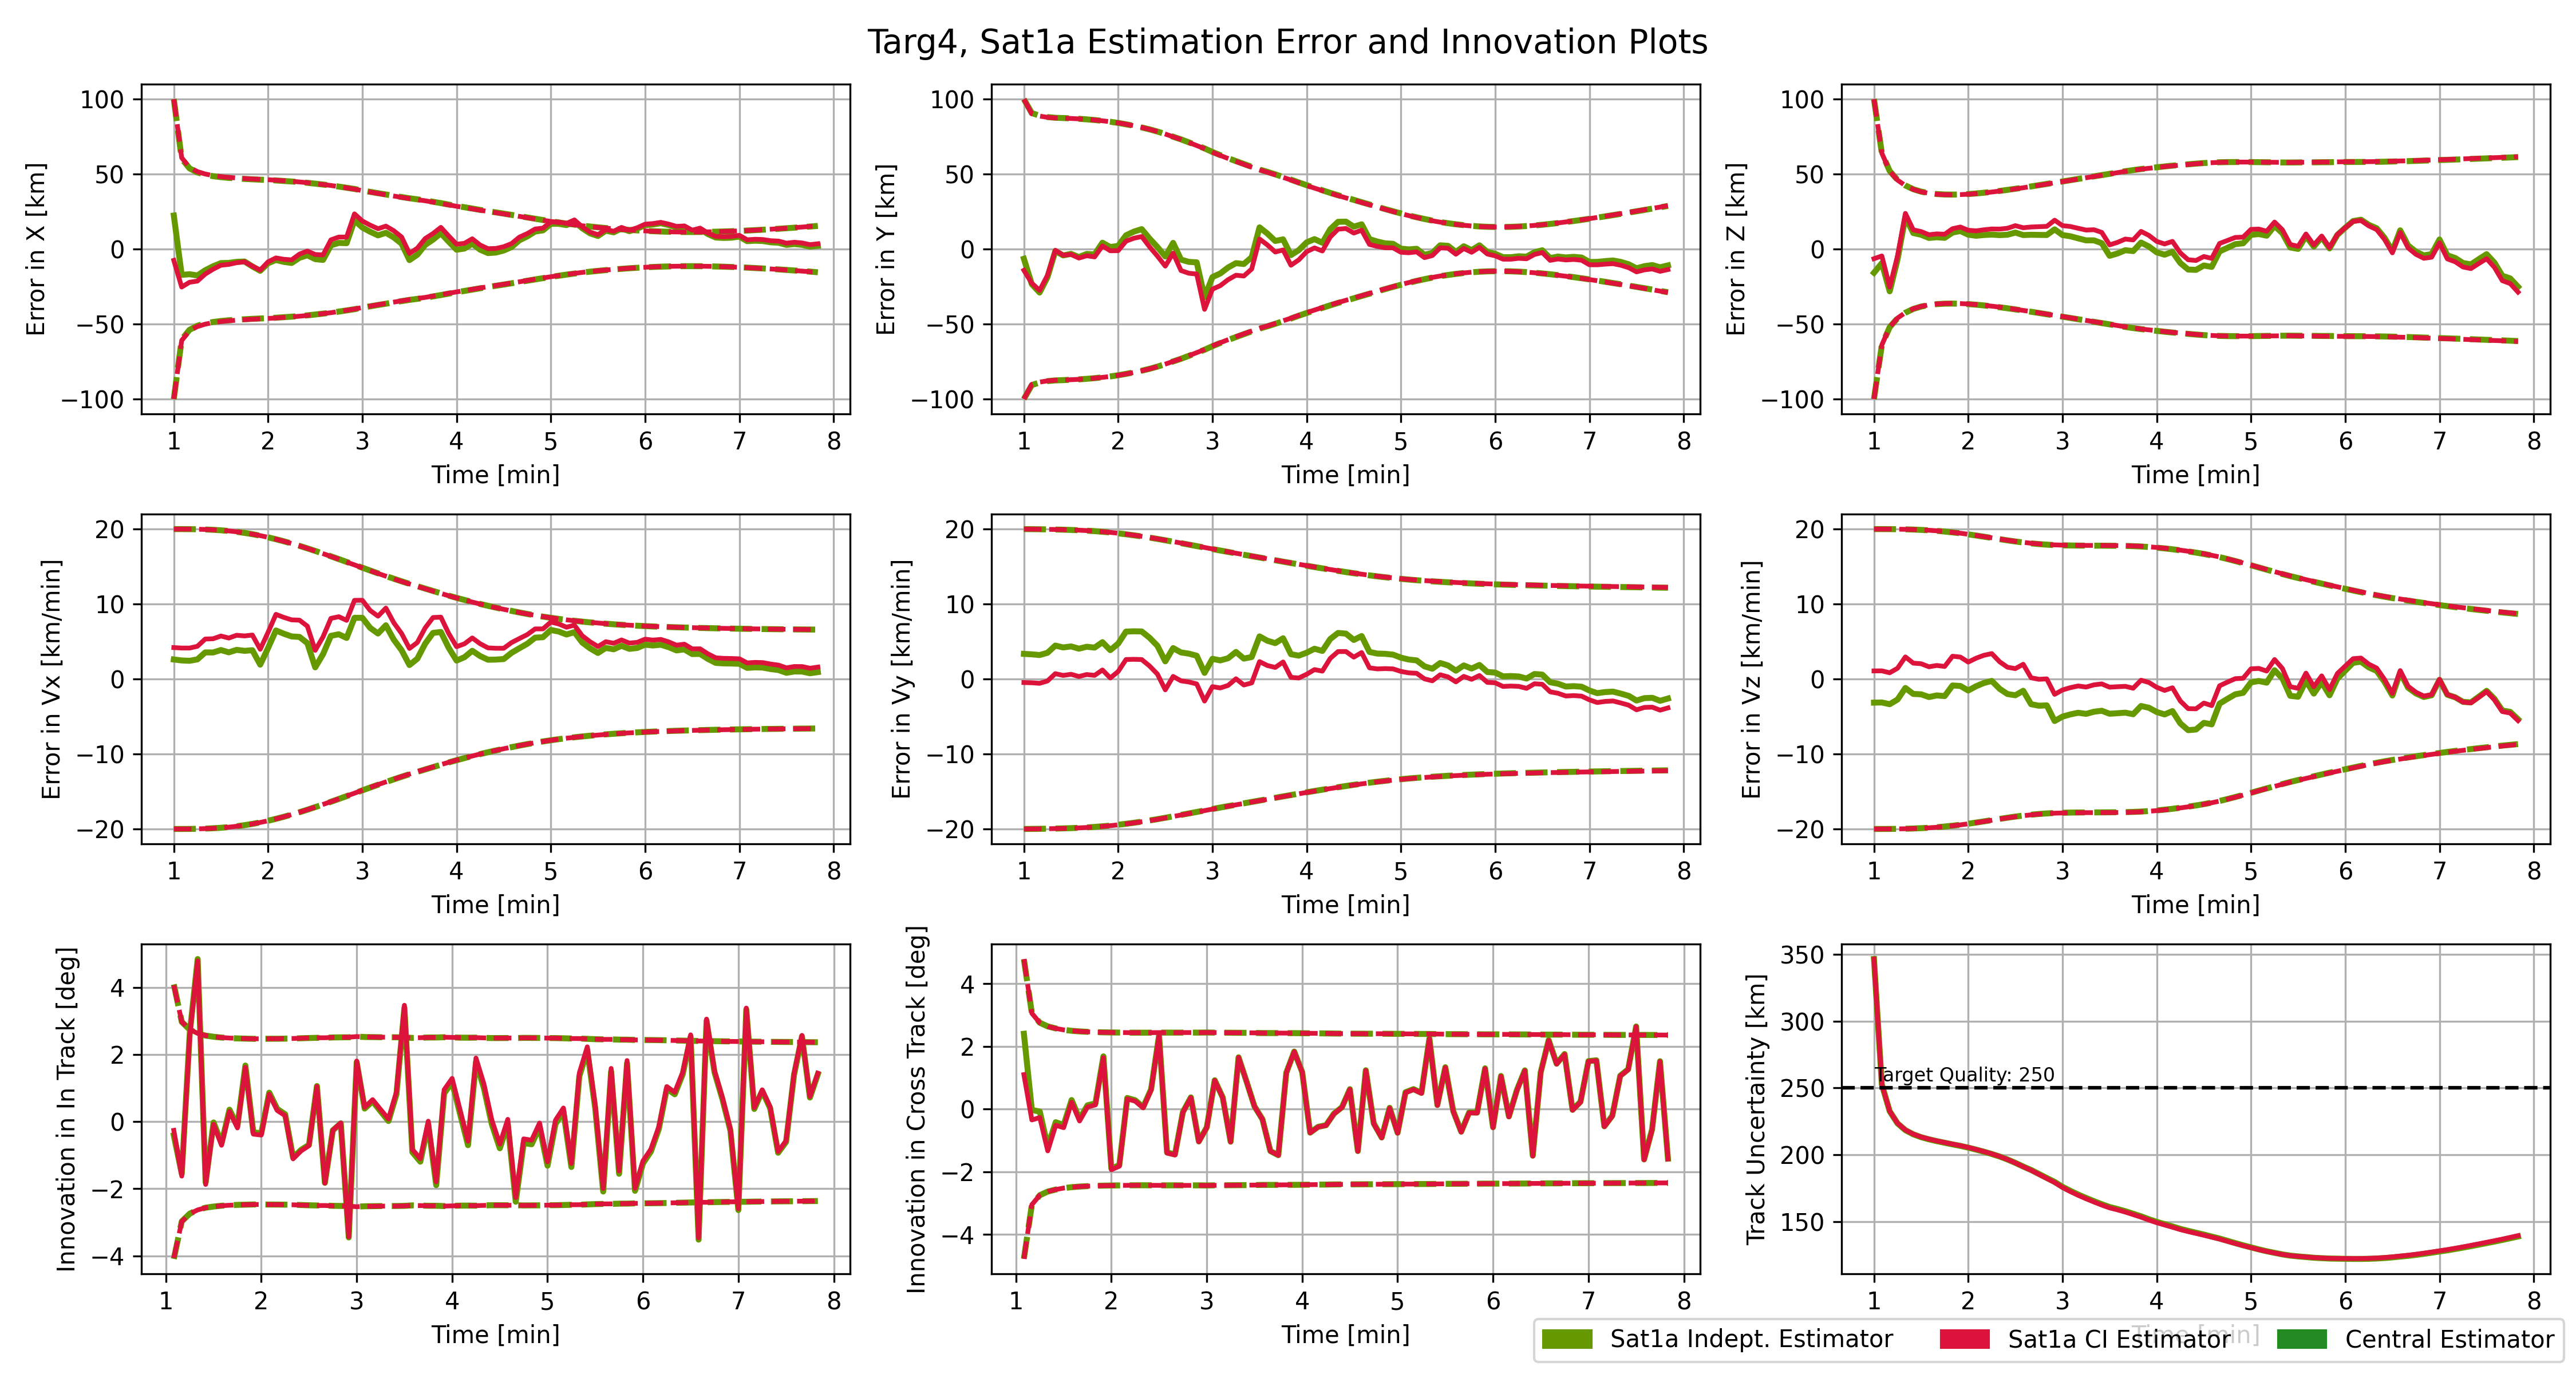 Targ4, Sat1a Estimation Error and Innovation Plots
Error in X [km]
100
50
0
−50
−100
1 2 3 4 5 6 7 8
Time [min]
Error in Y [km]
100
50
0
−50
−100
1 2 3 4 5 6 7 8
Time [min]
Error in Z [km]
100
50
0
−50
−100
1 2 3 4 5 6 7 8
Time [min]
Error in Vx [km/min]
20
10
0
−10
−20
1 2 3 4 5 6 7 8
Time [min]
Error in Vy [km/min]
20
10
0
−10
−20
1 2 3 4 5 6 7 8
Time [min]
Error in Vz [km/min]
20
10
0
−10
−20
1 2 3 4 5 6 7 8
Time [min]
Innovation in In Track [deg]
4
2
0
−2
−4
1 2 3 4 5 6 7 8
Time [min]
Innovation in Cross Track [deg]
4
2
0
−2
−4
1 2 3 4 5 6 7 8
Time [min]
Track Uncertainty [km]
350
300
250
200
150
Target Quality: 250
1 2 3 4 5 6 7 8
Time [min]
Sat1a Indept. Estimator
Sat1a CI Estimator
Central Estimator